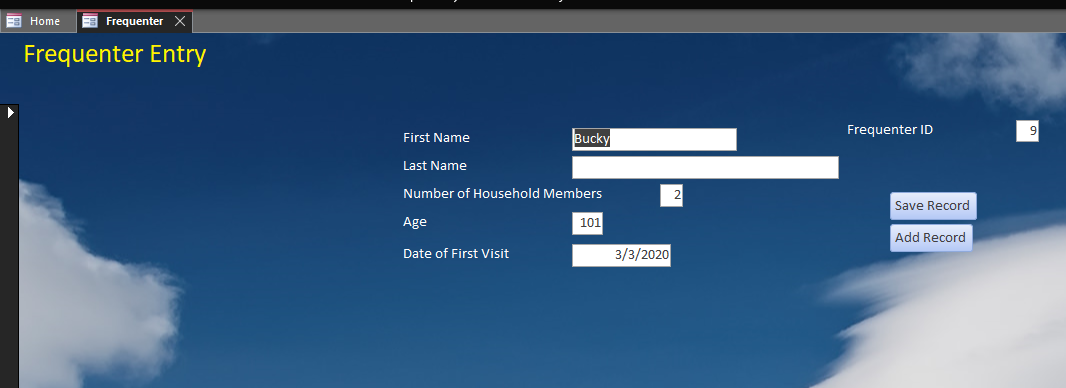 Home Frequenter
Frequenter Entry
First Name Bucky Frequenter ID 9
Last Name
Number of Household Members 2
Save Record
Age 101
Add Record
Date of First Visit 3/3/2020